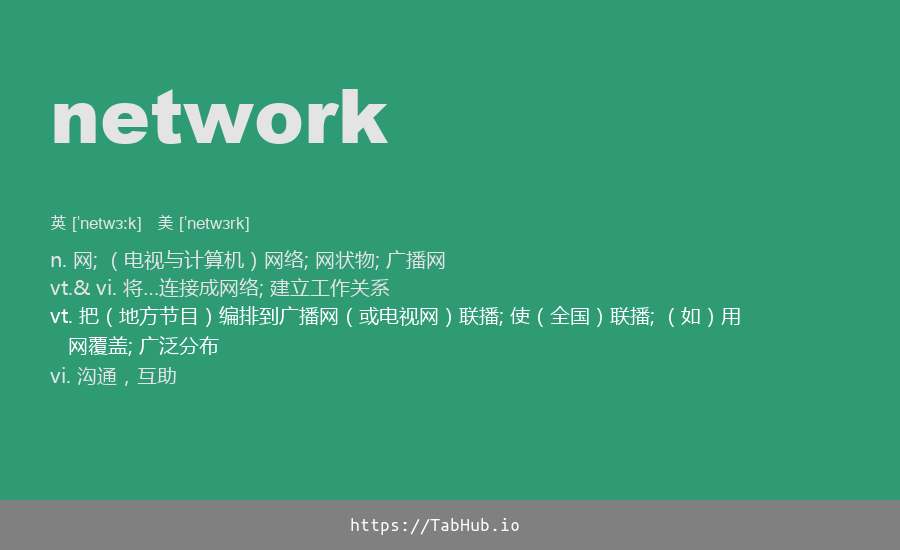 network
英 [ˈnetwɜːk] 美 [ˈnetwɜrk]
n. 网; （电视与计算机）网络; 网状物; 广播网
vt.& vi. 将…连接成网络; 建立工作关系
vt. 把（地方节目）编排到广播网（或电视网）联播; 使（全国）联播; （如）用
网覆盖; 广泛分布
vi. 沟通，互助
https://TabHub.io